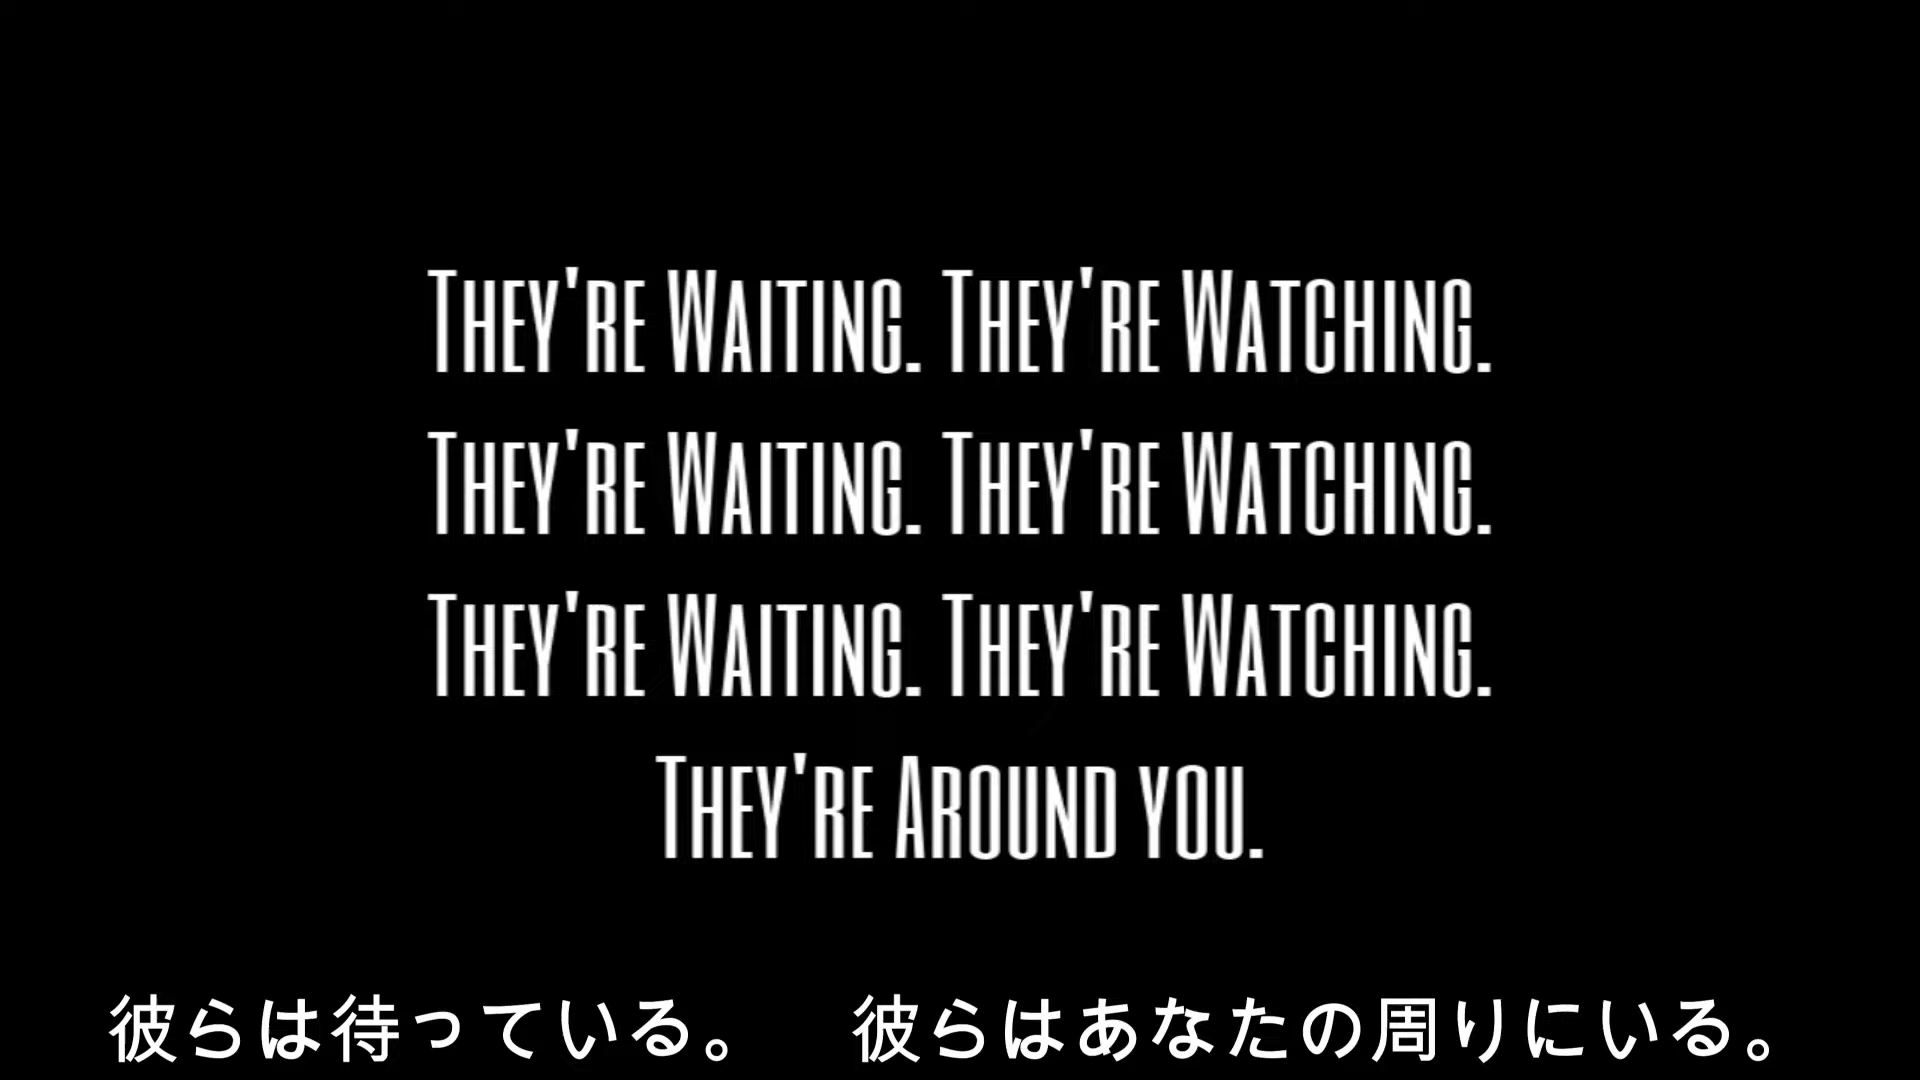 They're Waiting. They're Watching.
They're Waiting. They're Watching.
They're Waiting. They're Watching.
They're Around you.
彼らは待っている。　彼らはあなたの周りにいる。